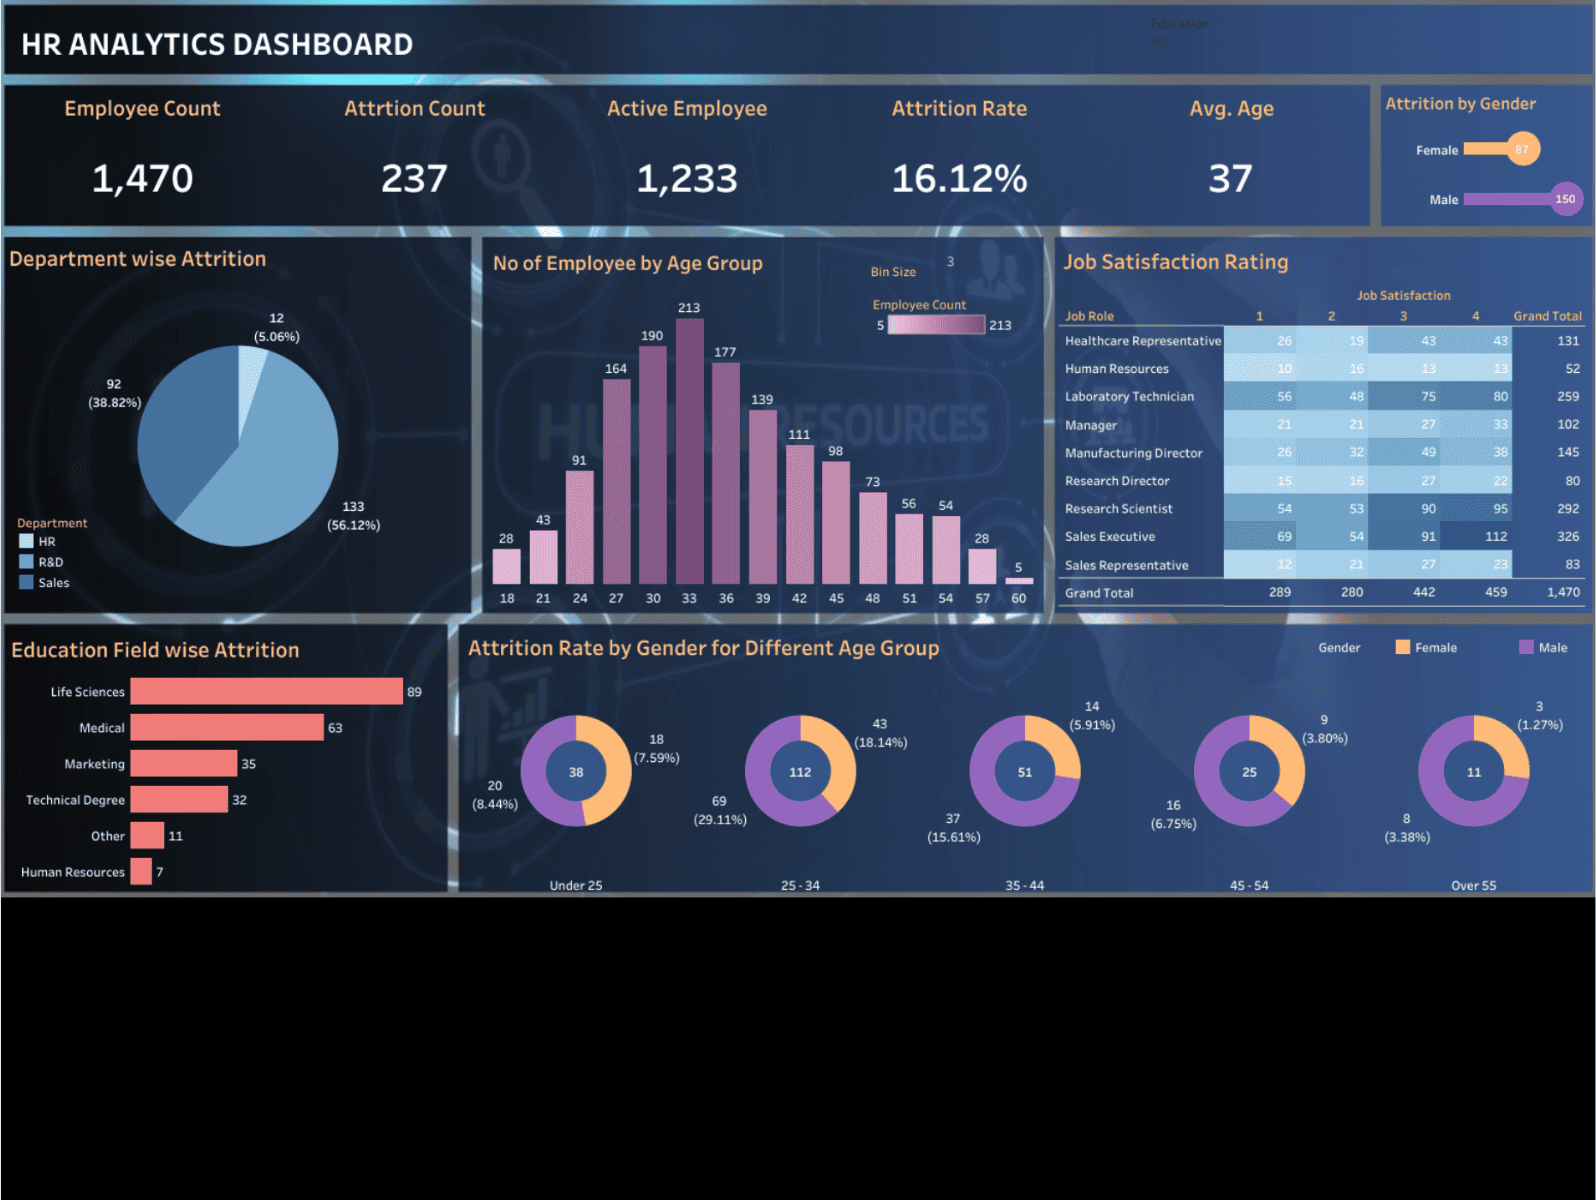 HR ANALYTICS DASHBOARD
Education
All
Employee Count Attrtion Count Active Employee Attrition Rate Avg. Age
1,470 237 1,233 16.12% 37
Attrition by Gender
Female 87
Male 150
Department wise Attrition
12
(5.06%)
92
(38.82%)
133
(56.12%)
Department
HR
R&D
Sales
No of Employee by Age Group
Bin Size 3
Employee Count
5 213
28 43 91 164 190 213 177 139 111 98 73 56 54 28 5
18 21 24 27 30 33 36 39 42 45 48 51 54 57 60
HUMAN RESOURCES
Job Satisfaction Rating
Job Satisfaction
Job Role 1 2 3 4 Grand Total
Healthcare Representative 26 19 43 43 131
Human Resources 10 16 13 13 52
Laboratory Technician 56 48 75 80 259
Manager 21 21 27 33 102
Manufacturing Director 26 32 49 38 145
Research Director 15 16 27 22 80
Research Scientist 54 53 90 95 292
Sales Executive 69 54 91 112 326
Sales Representative 12 21 27 23 83
Grand Total 289 280 442 459 1,470
Education Field wise Attrition
Life Sciences 89
Medical 63
Marketing 35
Technical Degree 32
Other 11
Human Resources 7
Attrition Rate by Gender for Different Age Group
Gender Female Male
18
(7.59%)
38
20
(8.44%)
Under 25
43
(18.14%)
112
69
(29.11%)
25 - 34
14
(5.91%)
51
37
(15.61%)
35 - 44
9
(3.80%)
25
16
(6.75%)
45 - 54
3
(1.27%)
11
8
(3.38%)
Over 55